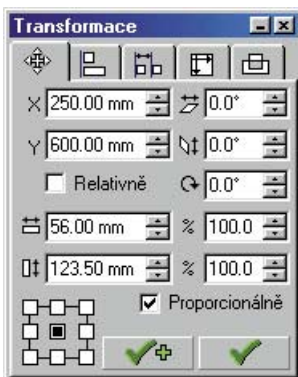 Transformace
X 250.00 mm 0.0°
Y 600.00 mm 0.0°
Relativně 0.0°
56.00 mm % 100.0
123.50 mm % 100.0
Proporcionálně